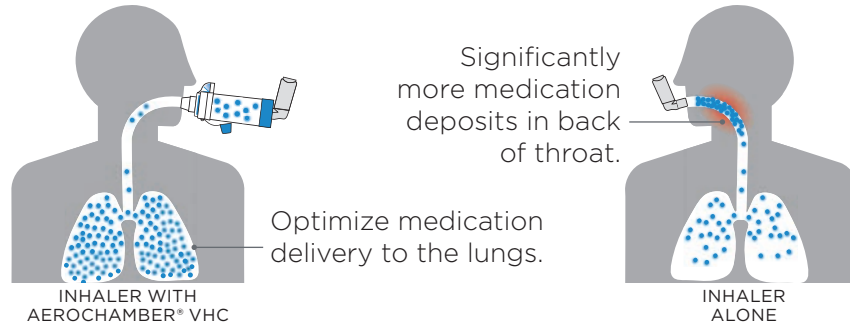 Significantly
more medication
deposits in back
of throat.
Optimize medication
delivery to the lungs.
INHALER WITH
AEROCHAMBER® VHC
INHALER
ALONE